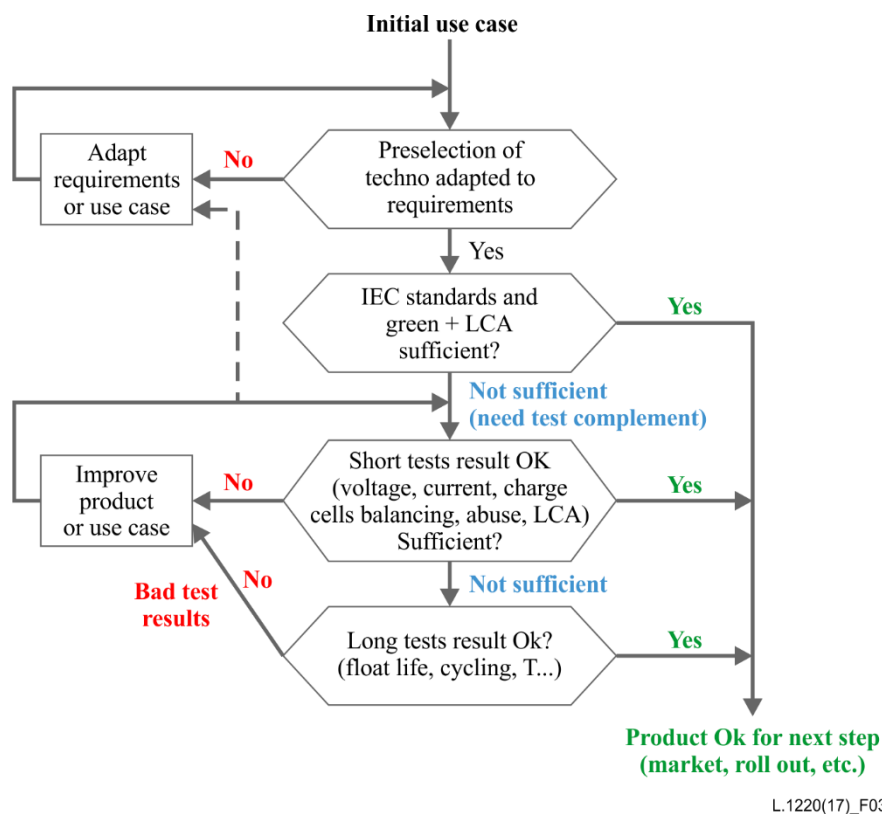 Initial use case
Adapt
requirements
or use case
No
Preselection of
techno adapted to
requirements
Yes
IEC standards and
green + LCA
sufficient?
Yes
Not sufficient
(need test complement)
Improve
product
or use case
No
Short tests result OK
(voltage, current, charge
cells balancing, abuse, LCA)
Sufficient?
Yes
Bad test
results
No
Not sufficient
Long tests result Ok?
(float life, cycling, T...)
Yes
Product Ok for next step
(market, roll out, etc.)
L.1220(17)_F03